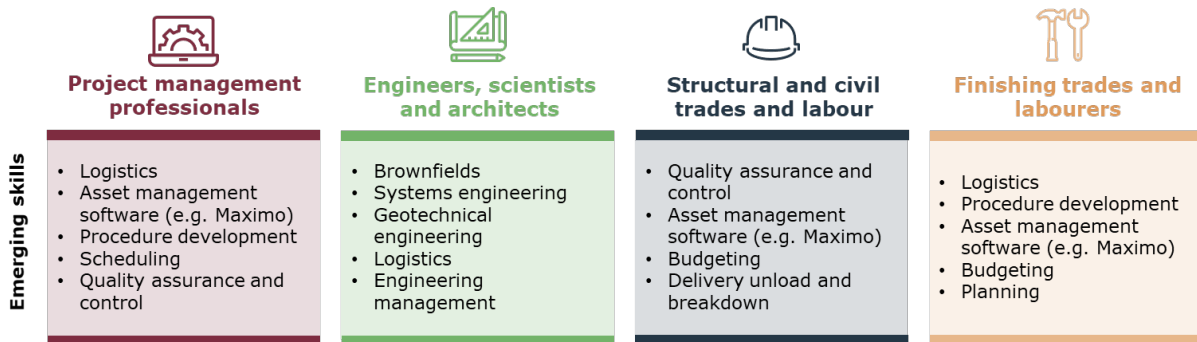 Project management
professionals
Engineers, scientists
and architects
Structural and civil
trades and labour
Finishing trades and
labourers
Emerging skills
• Logistics
• Asset management
software (e.g. Maximo)
• Procedure development
• Scheduling
• Quality assurance and
control
• Brownfields
• Systems engineering
• Geotechnical
engineering
• Logistics
• Engineering
management
• Quality assurance and
control
• Asset management
software (e.g. Maximo)
• Budgeting
• Delivery unload and
breakdown
• Logistics
• Procedure development
• Asset management
software (e.g. Maximo)
• Budgeting
• Planning